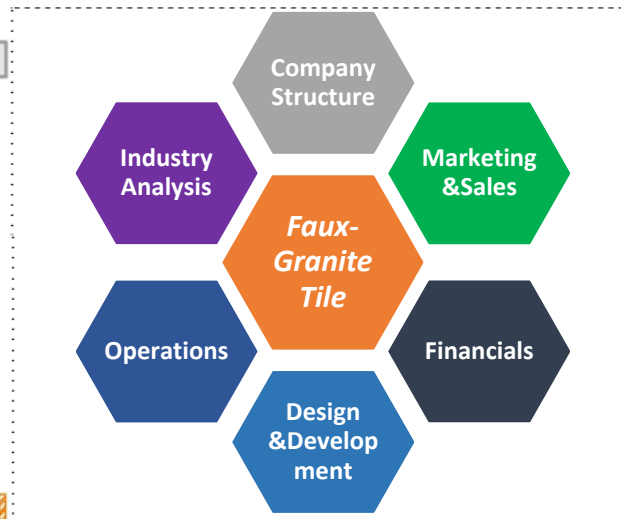 Company
Structure
Industry
Analysis
Marketing
&Sales
Faux-
Granite
Tile
Operations
Financials
Design
&Develop
ment